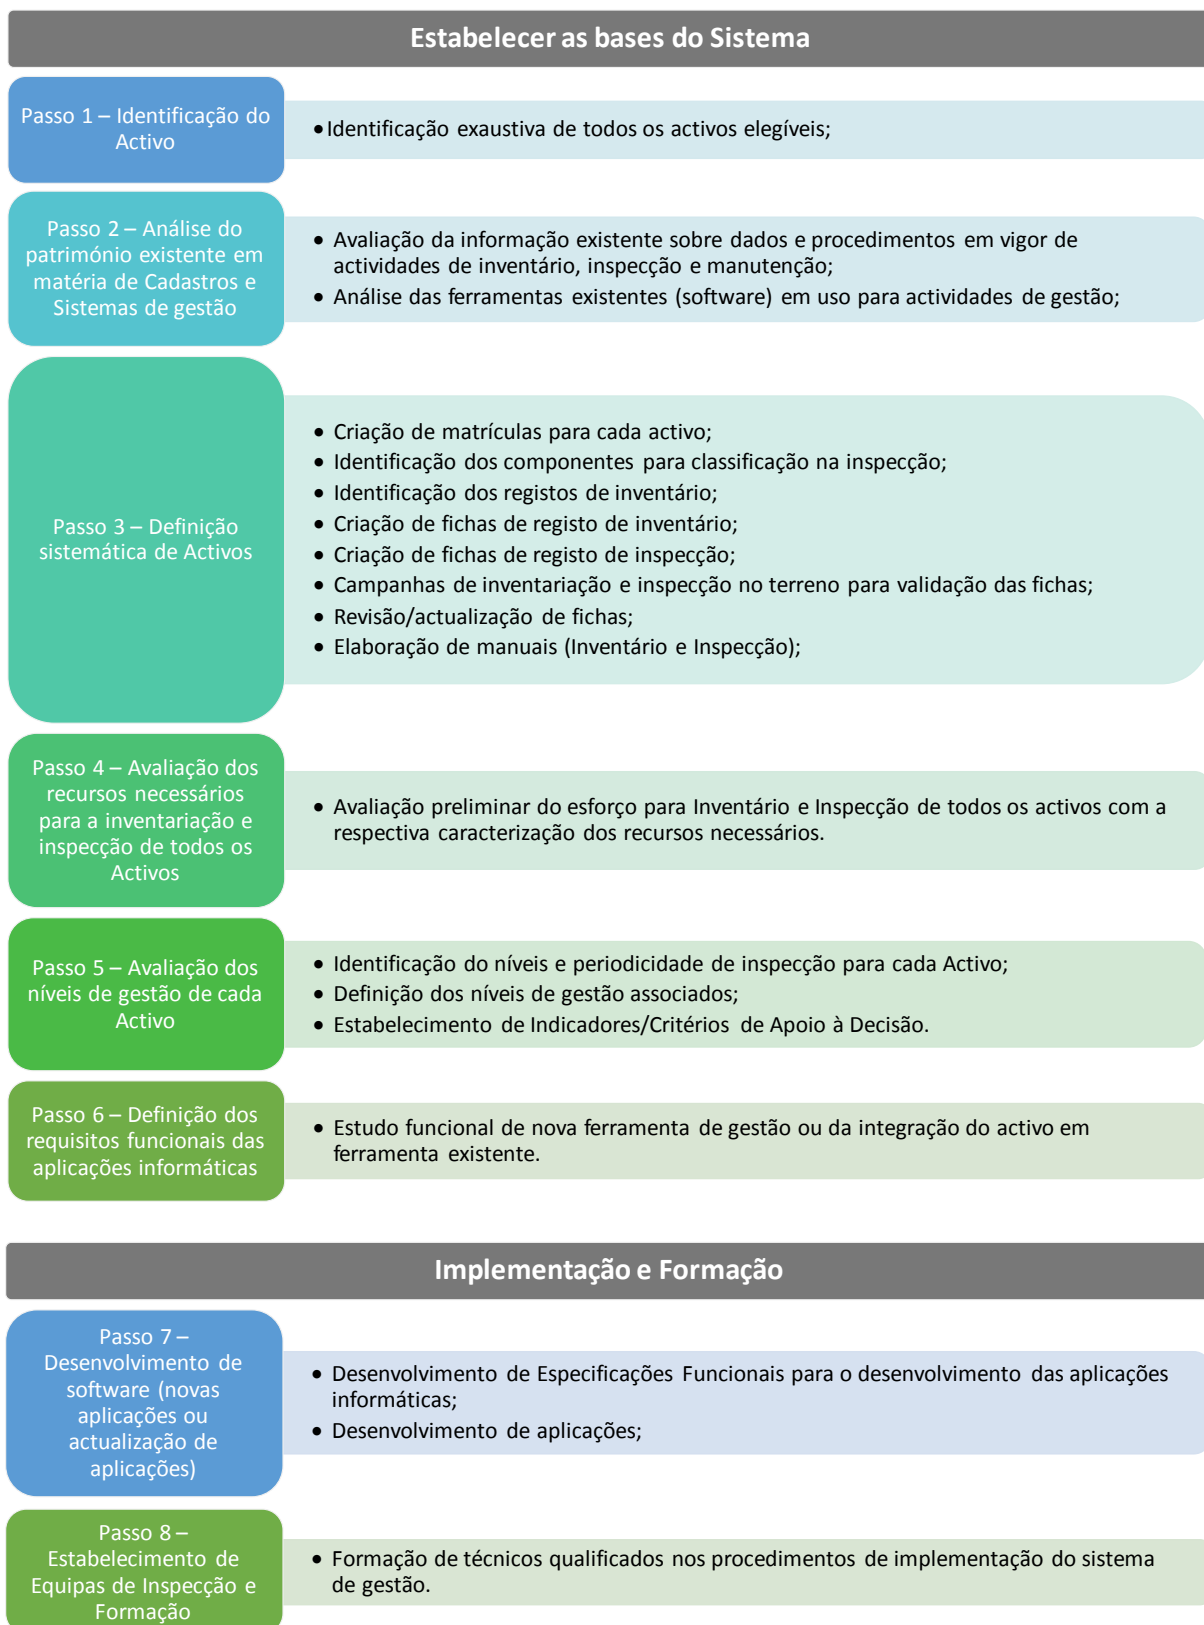 Estabelecer as bases do Sistema
Passo 1 – Identificação do
Activo
•Identificação exaustiva de todos os activos elegíveis;
Passo 2 – Análise do
património existente em
matéria de Cadastros e
Sistemas de gestão
• Avaliação da informação existente sobre dados e procedimentos em vigor de
actividades de inventário, inspecção e manutenção;
• Análise das ferramentas existentes (software) em uso para actividades de gestão;
Passo 3 – Definição
sistemática de Activos
• Criação de matrículas para cada activo;
• Identificação dos componentes para classificação na inspecção;
• Identificação dos registos de inventário;
• Criação de fichas de registo de inventário;
• Criação de fichas de registo de inspecção;
• Campanhas de inventariação e inspecção no terreno para validação das fichas;
• Revisão/actualização de fichas;
• Elaboração de manuais (Inventário e Inspecção);
Passo 4 – Avaliação dos
recursos necessários
para a inventariação e
inspecção de todos os
Activos
• Avaliação preliminar do esforço para Inventário e Inspecção de todos os activos com a
respectiva caracterização dos recursos necessários.
Passo 5 – Avaliação dos
níveis de gestão de cada
Activo
• Identificação do níveis e periodicidade de inspecção para cada Activo;
• Definição dos níveis de gestão associados;
• Estabelecimento de Indicadores/Critérios de Apoio à Decisão.
Passo 6 – Definição dos
requisitos funcionais das
aplicações informáticas
• Estudo funcional de nova ferramenta de gestão ou da integração do activo em
ferramenta existente.
Implementação e Formação
Passo 7 –
Desenvolvimento de
software (novas
aplicações ou
actualização de
aplicações)
• Desenvolvimento de Especificações Funcionais para o desenvolvimento das aplicações
informáticas;
• Desenvolvimento de aplicações;
Passo 8 –
Estabelecimento de
Equipas de Inspecção e
Formação
• Formação de técnicos qualificados nos procedimentos de implementação do sistema
de gestão.